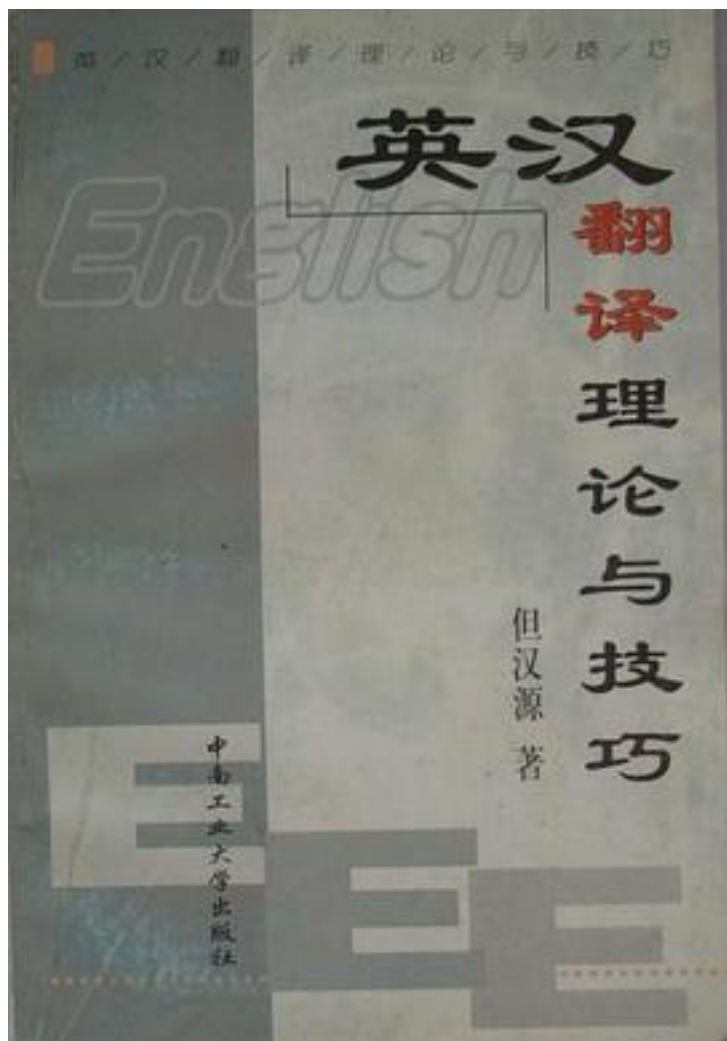 英/汉/翻/译/理/论/与/技/巧
英汉
翻译理论与技巧
English
但汉源 著
中南工业大学出版社